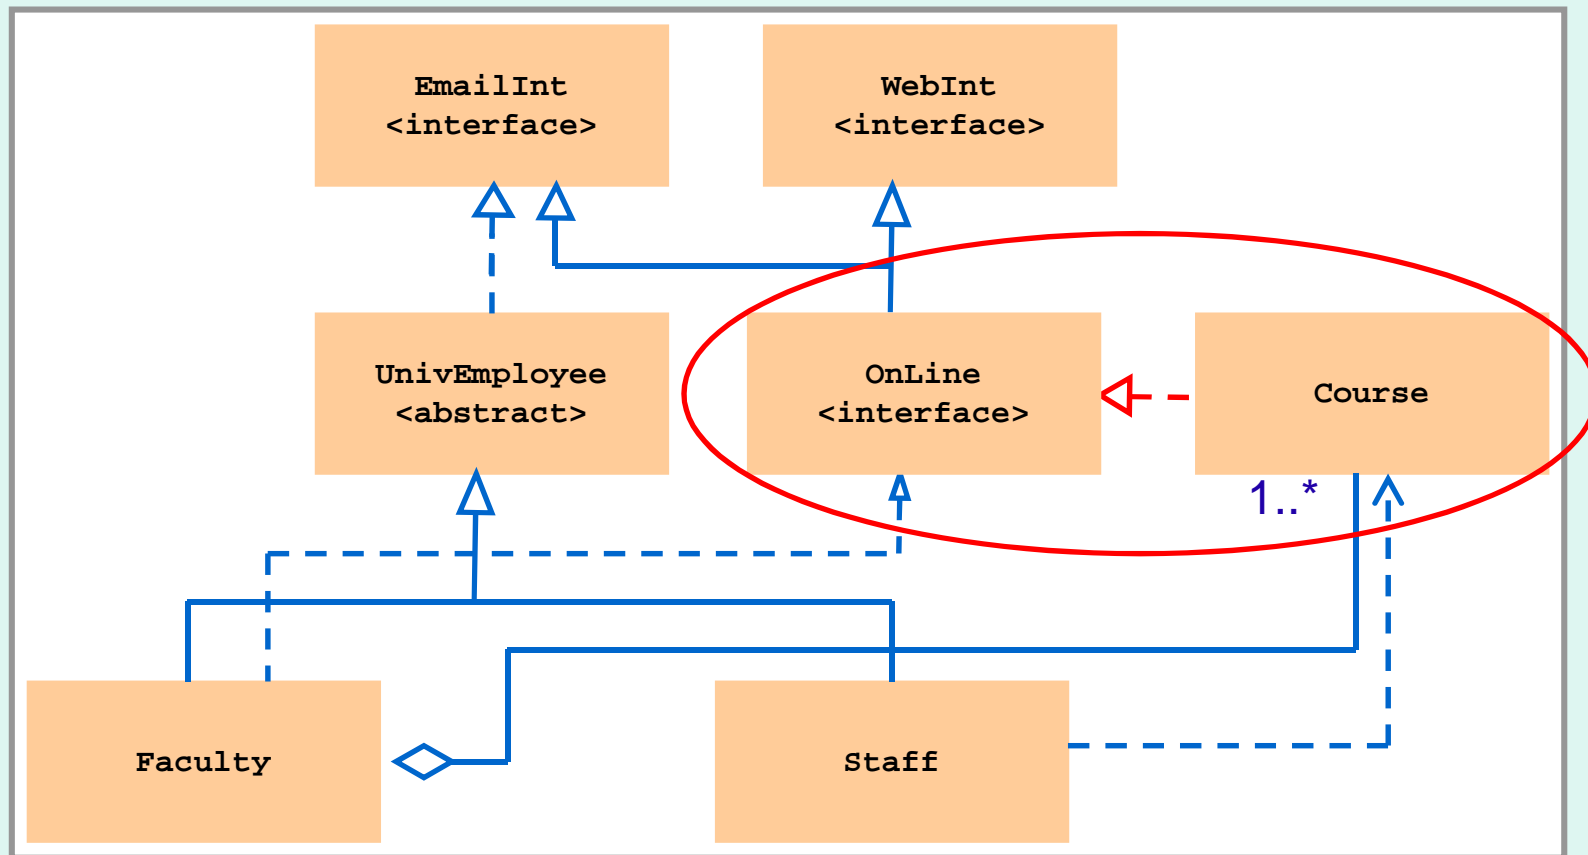 EmailInt
<interface>
WebInt
<interface>
UnivEmployee
<abstract>
OnLine
<interface>
Course
1..*
Faculty
Staff